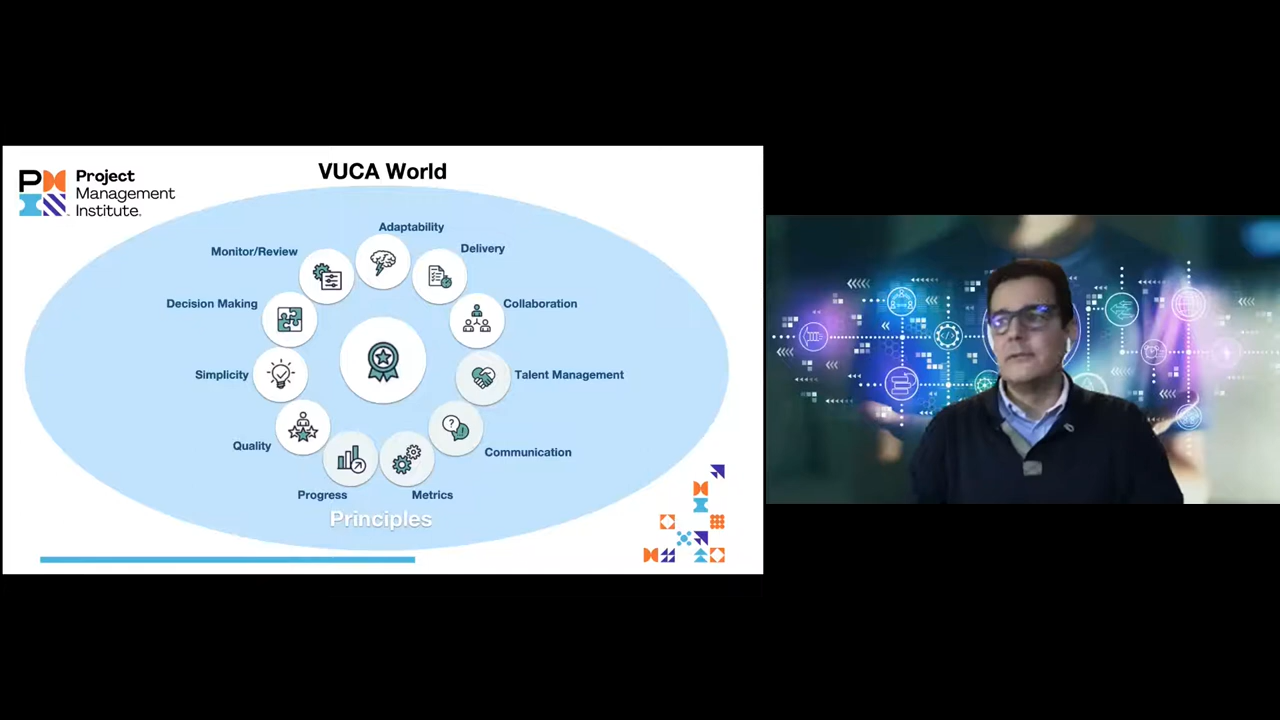 VUCA World
Project
Management
Institute.
Adaptability
Delivery
Monitor/Review
Decision Making
Collaboration
Simplicity
Talent Management
Quality
Communication
Progress
Metrics
Principles